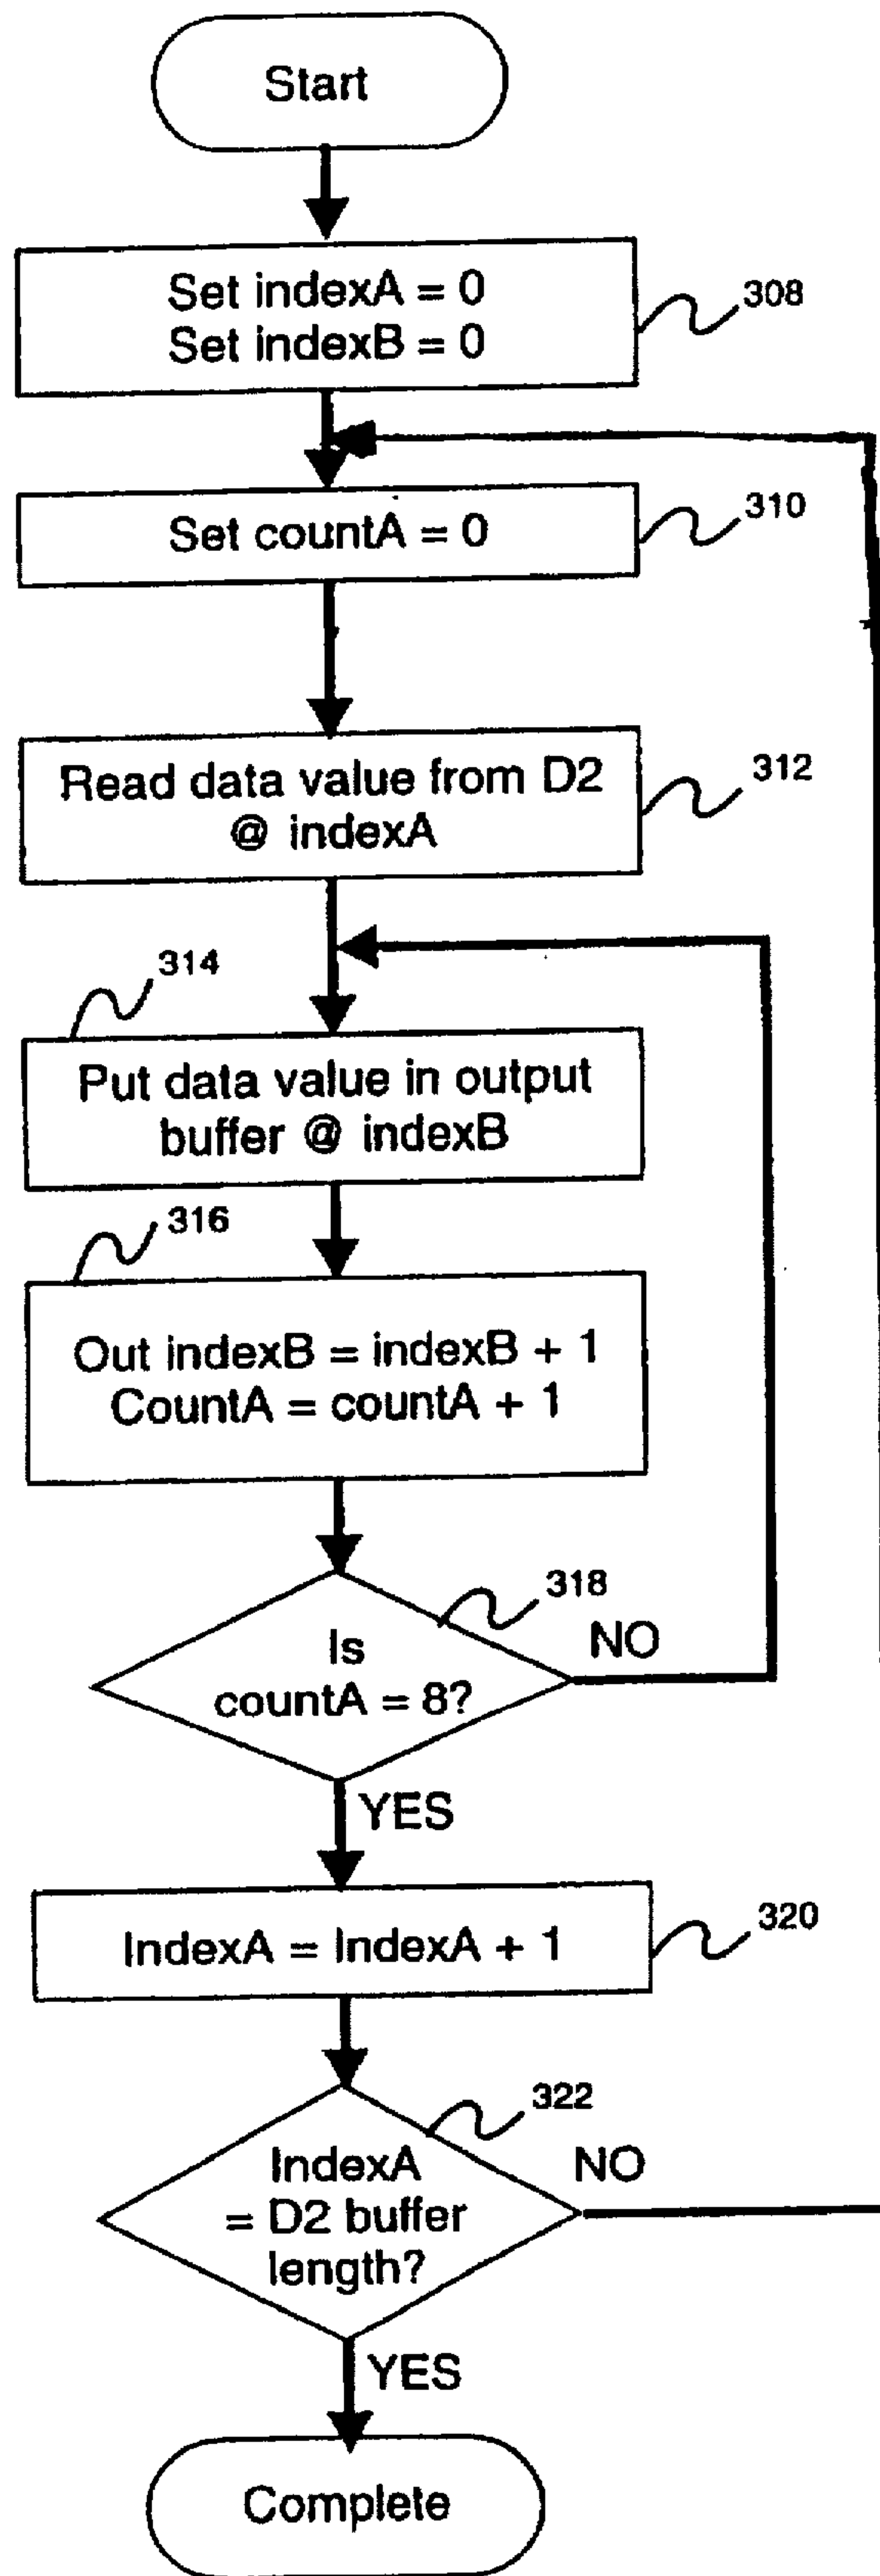 Start
Set indexA = 0
Set indexB = 0
308
Set countA = 0
310
Read data value from D2
@ indexA
312
314
Put data value in output
buffer @ indexB
316
Out indexB = indexB + 1
CountA = countA + 1
318
Is
countA = 8?
NO
YES
IndexA = IndexA + 1
320
322
IndexA
= D2 buffer
length?
NO
YES
Complete